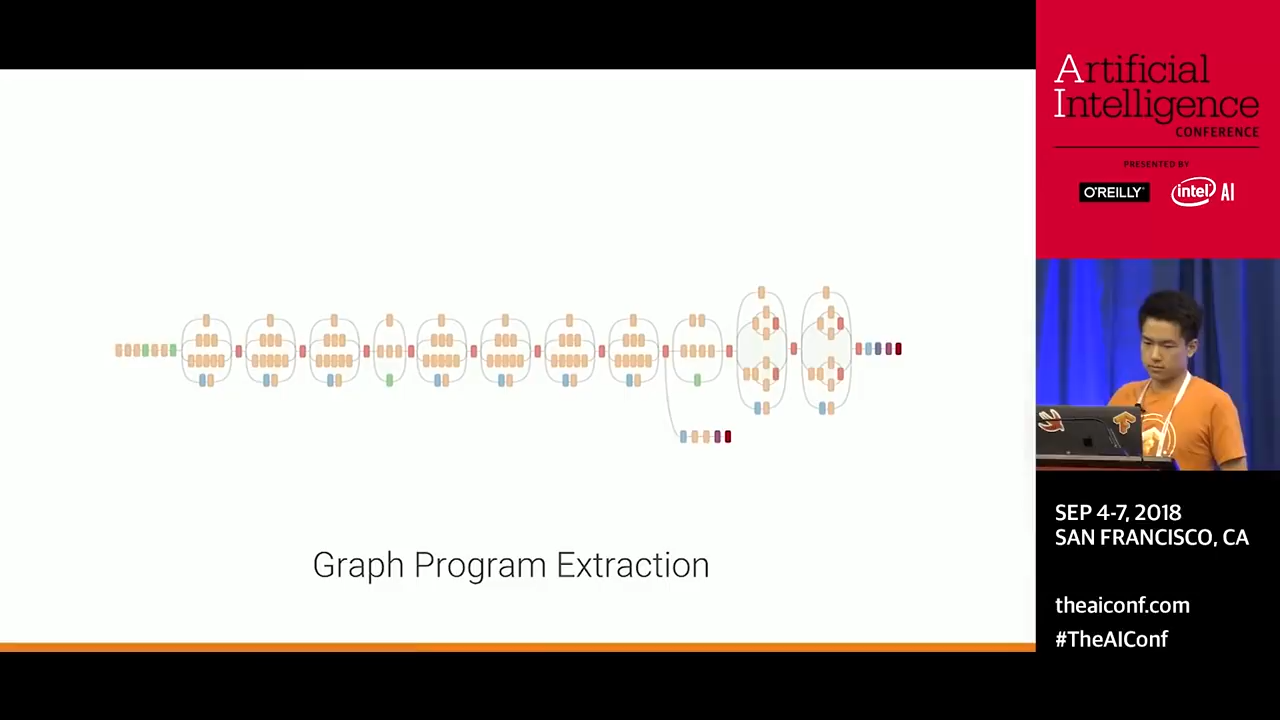 Graph Program Extraction
Artificial
Intelligence
CONFERENCE
PRESENTED BY
O'REILLY
intel AI
SEP 4-7, 2018
SAN FRANCISCO, CA
theaiconf.com
#TheAIConf